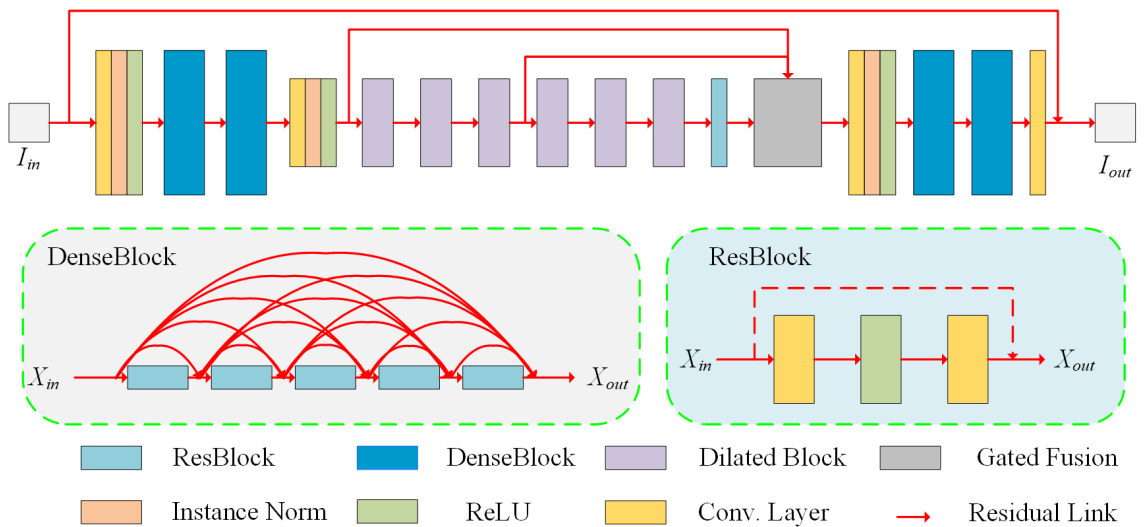 I_in
I_out
DenseBlock
X_in
X_out
ResBlock
X_in
X_out
ResBlock
DenseBlock
Dilated Block
Gated Fusion
Instance Norm
ReLU
Conv. Layer
Residual Link